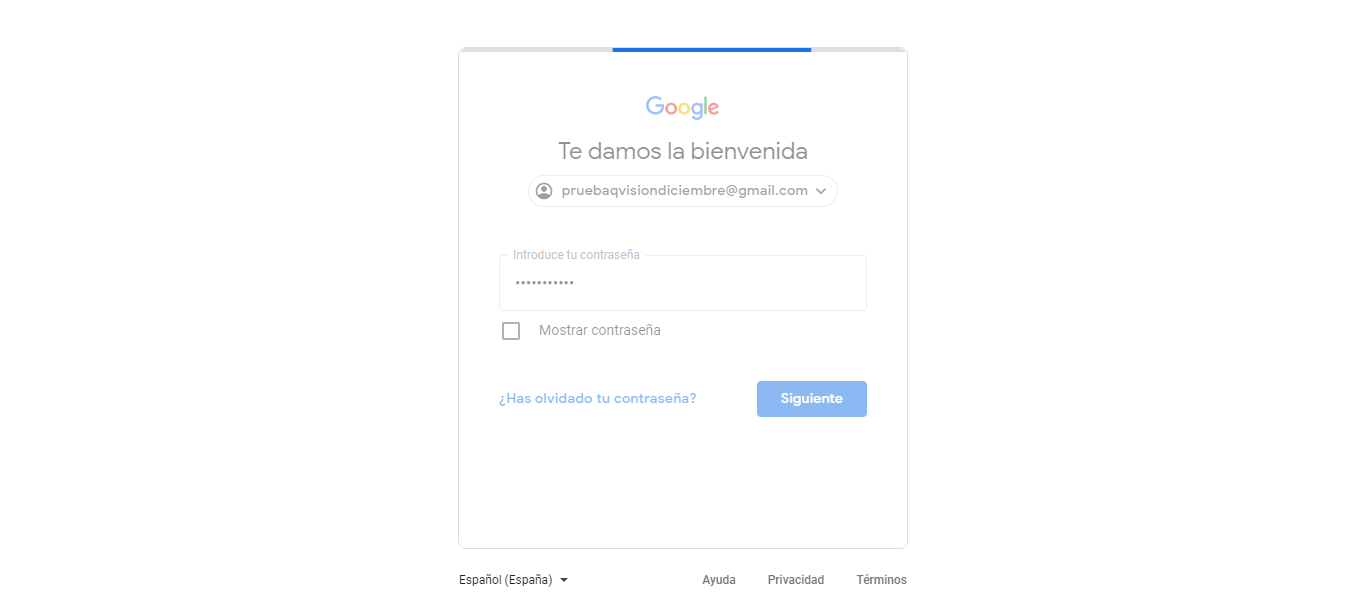 Google
Te damos la bienvenida
pruebaqvisiondiciembre@gmail.com
Introduce tu contraseña
•••••••••••
Mostrar contraseña
¿Has olvidado tu contraseña?
Siguiente
Español (España)
Ayuda
Privacidad
Términos